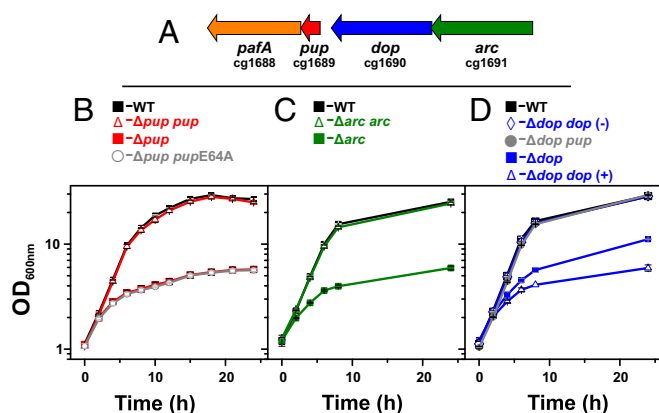 A
pafA pup dop arc
cg1688 cg1689 cg1690 cg1691
B
WT
Δpup pup
Δpup
Δpup pupE64A
C
WT
Δarc arc
Δarc
D
WT
Δdop dop (-)
Δdop pup
Δdop
Δdop dop (+)
OD600nm
10
1
0 10 20
0 10 20
0 10 20
Time (h)
Time (h)
Time (h)